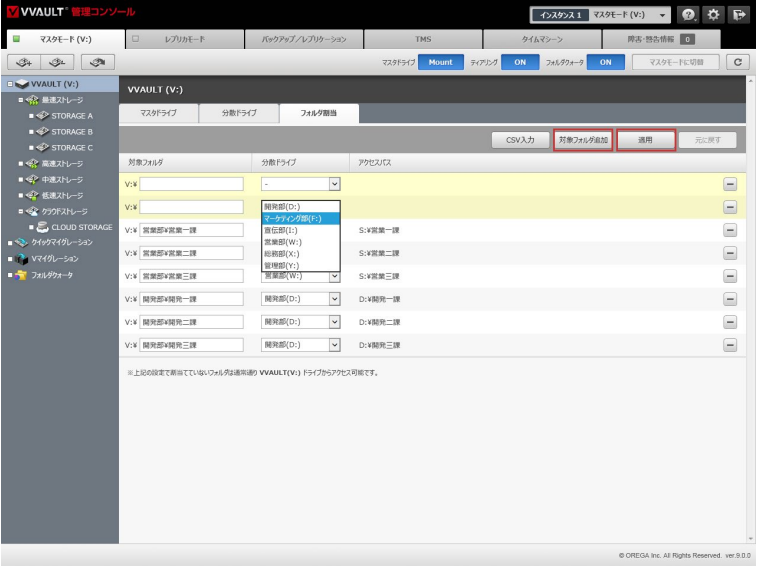 VVAULT® 管理コンソール
インスタンス 1 マスタモード (V:)
マスタモード (V:) レプリカモード バックアップ／レプリケーション TMS タイムマシーン 障害・警告情報 0
マスタドライブ Mount ティアリング ON フォルダクォータ ON マスタモードに切替
VVAULT (V:)
最速ストレージ
STORAGE A
STORAGE B
STORAGE C
高速ストレージ
中速ストレージ
低速ストレージ
クラウドストレージ
CLOUD STORAGE
クイックマイグレーション
Vマイグレーション
フォルダクォータ
VVAULT (V:)
マスタドライブ 分散ドライブ フォルダ割当
CSV入力 対象フォルダ追加 適用 元に戻す
対象フォルダ 分散ドライブ アクセスパス
V:¥ -
V:¥
開発部(D:)
マーケティング部(F:)
宣伝部(I:)
営業部(W:)
総務部(X:)
管理部(Y:)
V:¥ 営業部¥営業一課 S:¥営業一課
V:¥ 営業部¥営業二課 S:¥営業二課
V:¥ 営業部¥営業三課 営業部(W:) S:¥営業三課
V:¥ 開発部¥開発一課 開発部(D:) D:¥開発一課
V:¥ 開発部¥開発二課 開発部(D:) D:¥開発二課
V:¥ 開発部¥開発三課 開発部(D:) D:¥開発三課
※上記の設定で割当てていないフォルダは通常通り VVAULT(V:) ドライブからアクセス可能です。
© OREGA Inc. All Rights Reserved. ver.9.0.0